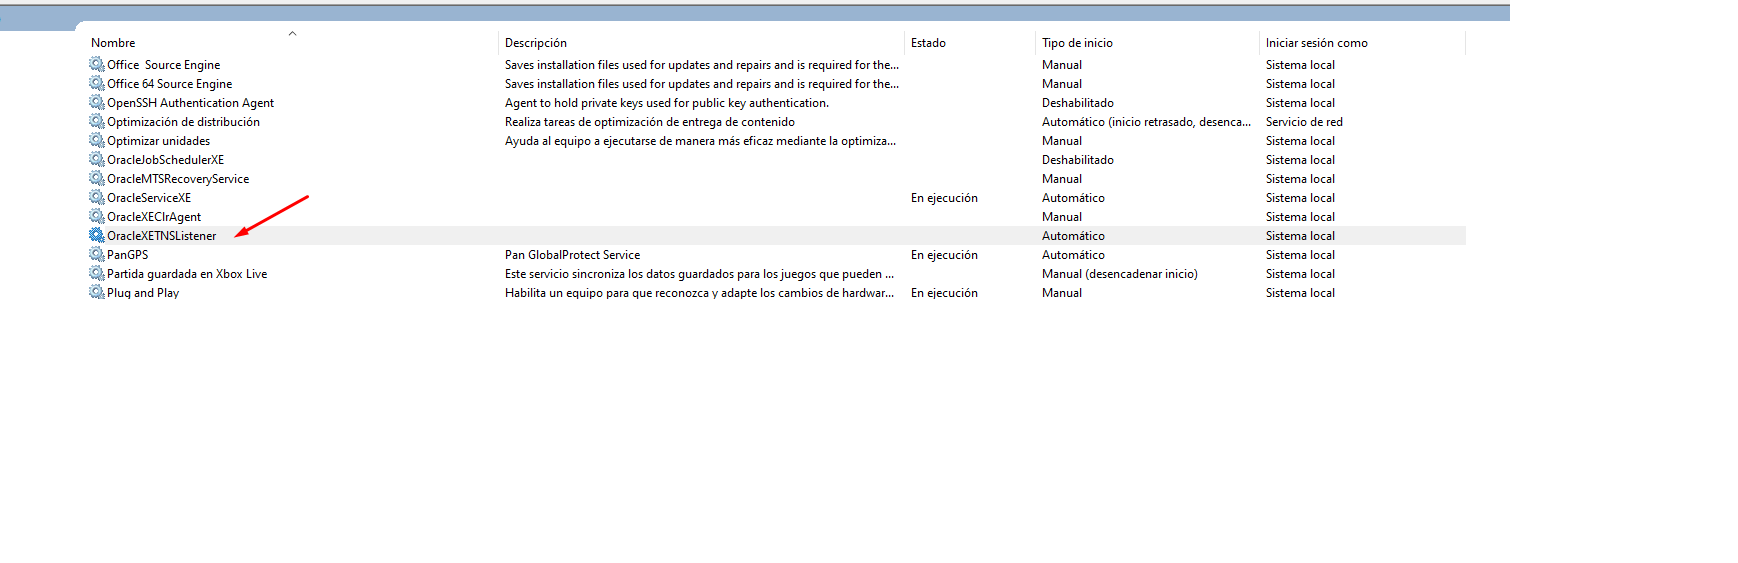 Nombre Descripción Estado Tipo de inicio Iniciar sesión como
Office  Source Engine Saves installation files used for updates and repairs and is required for the... Manual Sistema local
Office 64 Source Engine Saves installation files used for updates and repairs and is required for the... Manual Sistema local
OpenSSH Authentication Agent Agent to hold private keys used for public key authentication. Deshabilitado Sistema local
Optimización de distribución Realiza tareas de optimización de entrega de contenido Automático (inicio retrasado, desenca... Servicio de red
Optimizar unidades Ayuda al equipo a ejecutarse de manera más eficaz mediante la optimiza... Manual Sistema local
OracleJobSchedulerXE Deshabilitado Sistema local
OracleMTSRecoveryService Manual Sistema local
OracleServiceXE En ejecución Automático Sistema local
OracleXEClrAgent Manual Sistema local
OracleXETNSListener Automático Sistema local
PanGPS Pan GlobalProtect Service En ejecución Automático Sistema local
Partida guardada en Xbox Live Este servicio sincroniza los datos guardados para los juegos que pueden ... Manual (desencadenar inicio) Sistema local
Plug and Play Habilita un equipo para que reconozca y adapte los cambios de hardwar... En ejecución Manual Sistema local